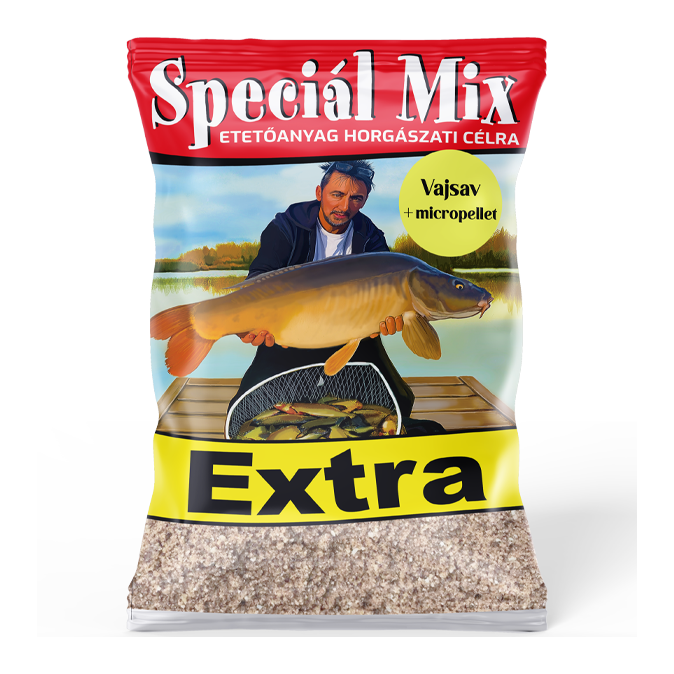 Speciál Mix
ETETŐANYAG HORGÁSZATI CÉLRA
Vajsav
+ micropellet
Extra